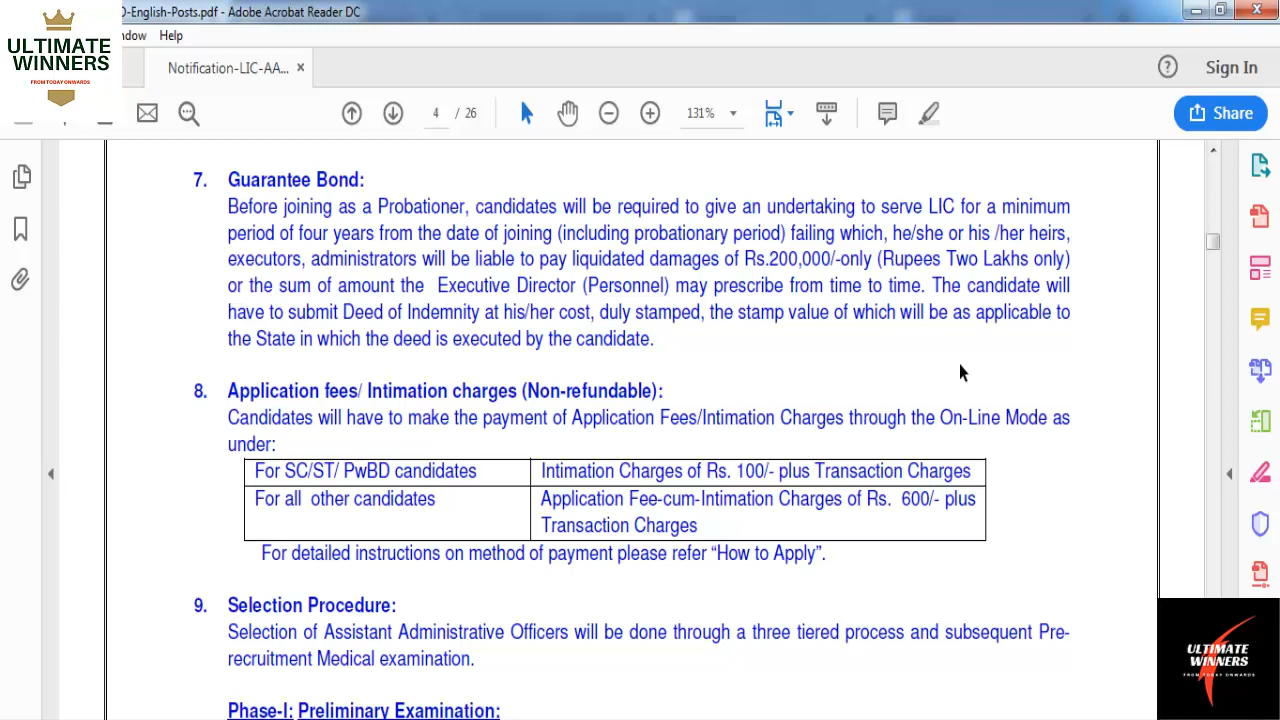 D-English-Posts.pdf - Adobe Acrobat Reader DC
ULTIMATE
WINNERS
FROM TODAY ONWARDS
ndow Help
Notification-LIC-AA... ×
? Sign In
4 / 26
131%
Share
7. Guarantee Bond:
Before joining as a Probationer, candidates will be required to give an undertaking to serve LIC for a minimum
period of four years from the date of joining (including probationary period) failing which, he/she or his /her heirs,
executors, administrators will be liable to pay liquidated damages of Rs.200,000/-only (Rupees Two Lakhs only)
or the sum of amount the Executive Director (Personnel) may prescribe from time to time. The candidate will
have to submit Deed of Indemnity at his/her cost, duly stamped, the stamp value of which will be as applicable to
the State in which the deed is executed by the candidate.
8. Application fees/ Intimation charges (Non-refundable):
Candidates will have to make the payment of Application Fees/Intimation Charges through the On-Line Mode as
under:
For SC/ST/ PwBD candidates Intimation Charges of Rs. 100/- plus Transaction Charges
For all other candidates Application Fee-cum-Intimation Charges of Rs. 600/- plus
Transaction Charges
For detailed instructions on method of payment please refer “How to Apply”.
9. Selection Procedure:
Selection of Assistant Administrative Officers will be done through a three tiered process and subsequent Pre-
recruitment Medical examination.
Phase-I: Preliminary Examination:
ULTIMATE
WINNERS
FROM TODAY ONWARDS